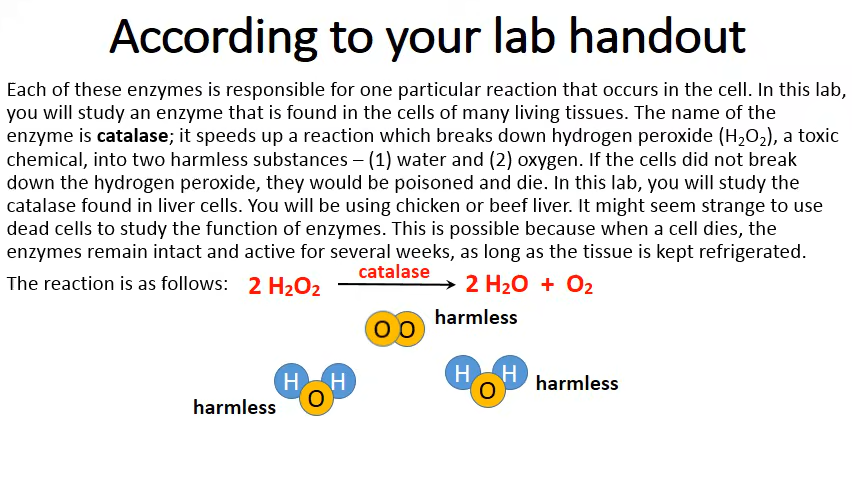 According to your lab handout
Each of these enzymes is responsible for one particular reaction that occurs in the cell. In this lab,
you will study an enzyme that is found in the cells of many living tissues. The name of the
enzyme is catalase; it speeds up a reaction which breaks down hydrogen peroxide (H₂O₂), a toxic
chemical, into two harmless substances – (1) water and (2) oxygen. If the cells did not break
down the hydrogen peroxide, they would be poisoned and die. In this lab, you will study the
catalase found in liver cells. You will be using chicken or beef liver. It might seem strange to use
dead cells to study the function of enzymes. This is possible because when a cell dies, the
enzymes remain intact and active for several weeks, as long as the tissue is kept refrigerated.
catalase
The reaction is as follows: 2 H₂O₂ 2 H₂O + O₂
O O harmless
H H H H
O O harmless
harmless